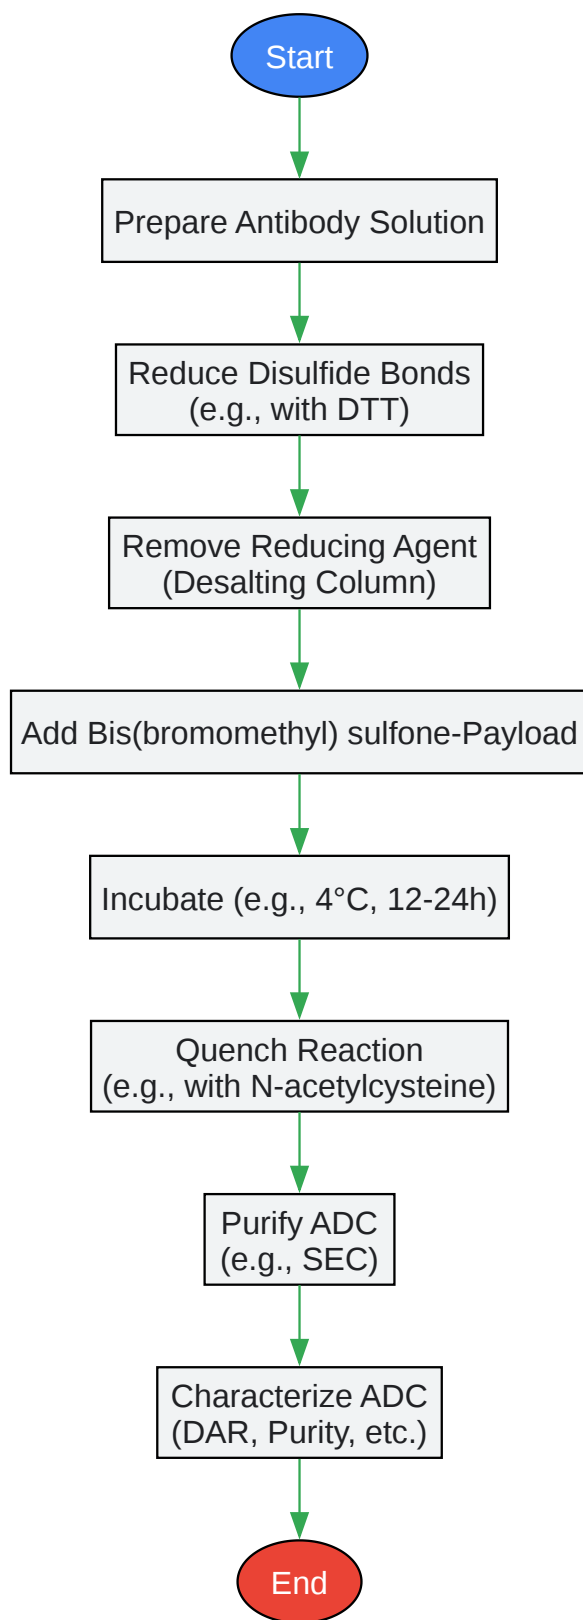 Start
Prepare Antibody Solution
Reduce Disulfide Bonds
(e.g., with DTT)
Remove Reducing Agent
(Desalting Column)
Add Bis(bromomethyl) sulfone-Payload
Incubate (e.g., 4°C, 12-24h)
Quench Reaction
(e.g., with N-acetylcysteine)
Purify ADC
(e.g., SEC)
Characterize ADC
(DAR, Purity, etc.)
End